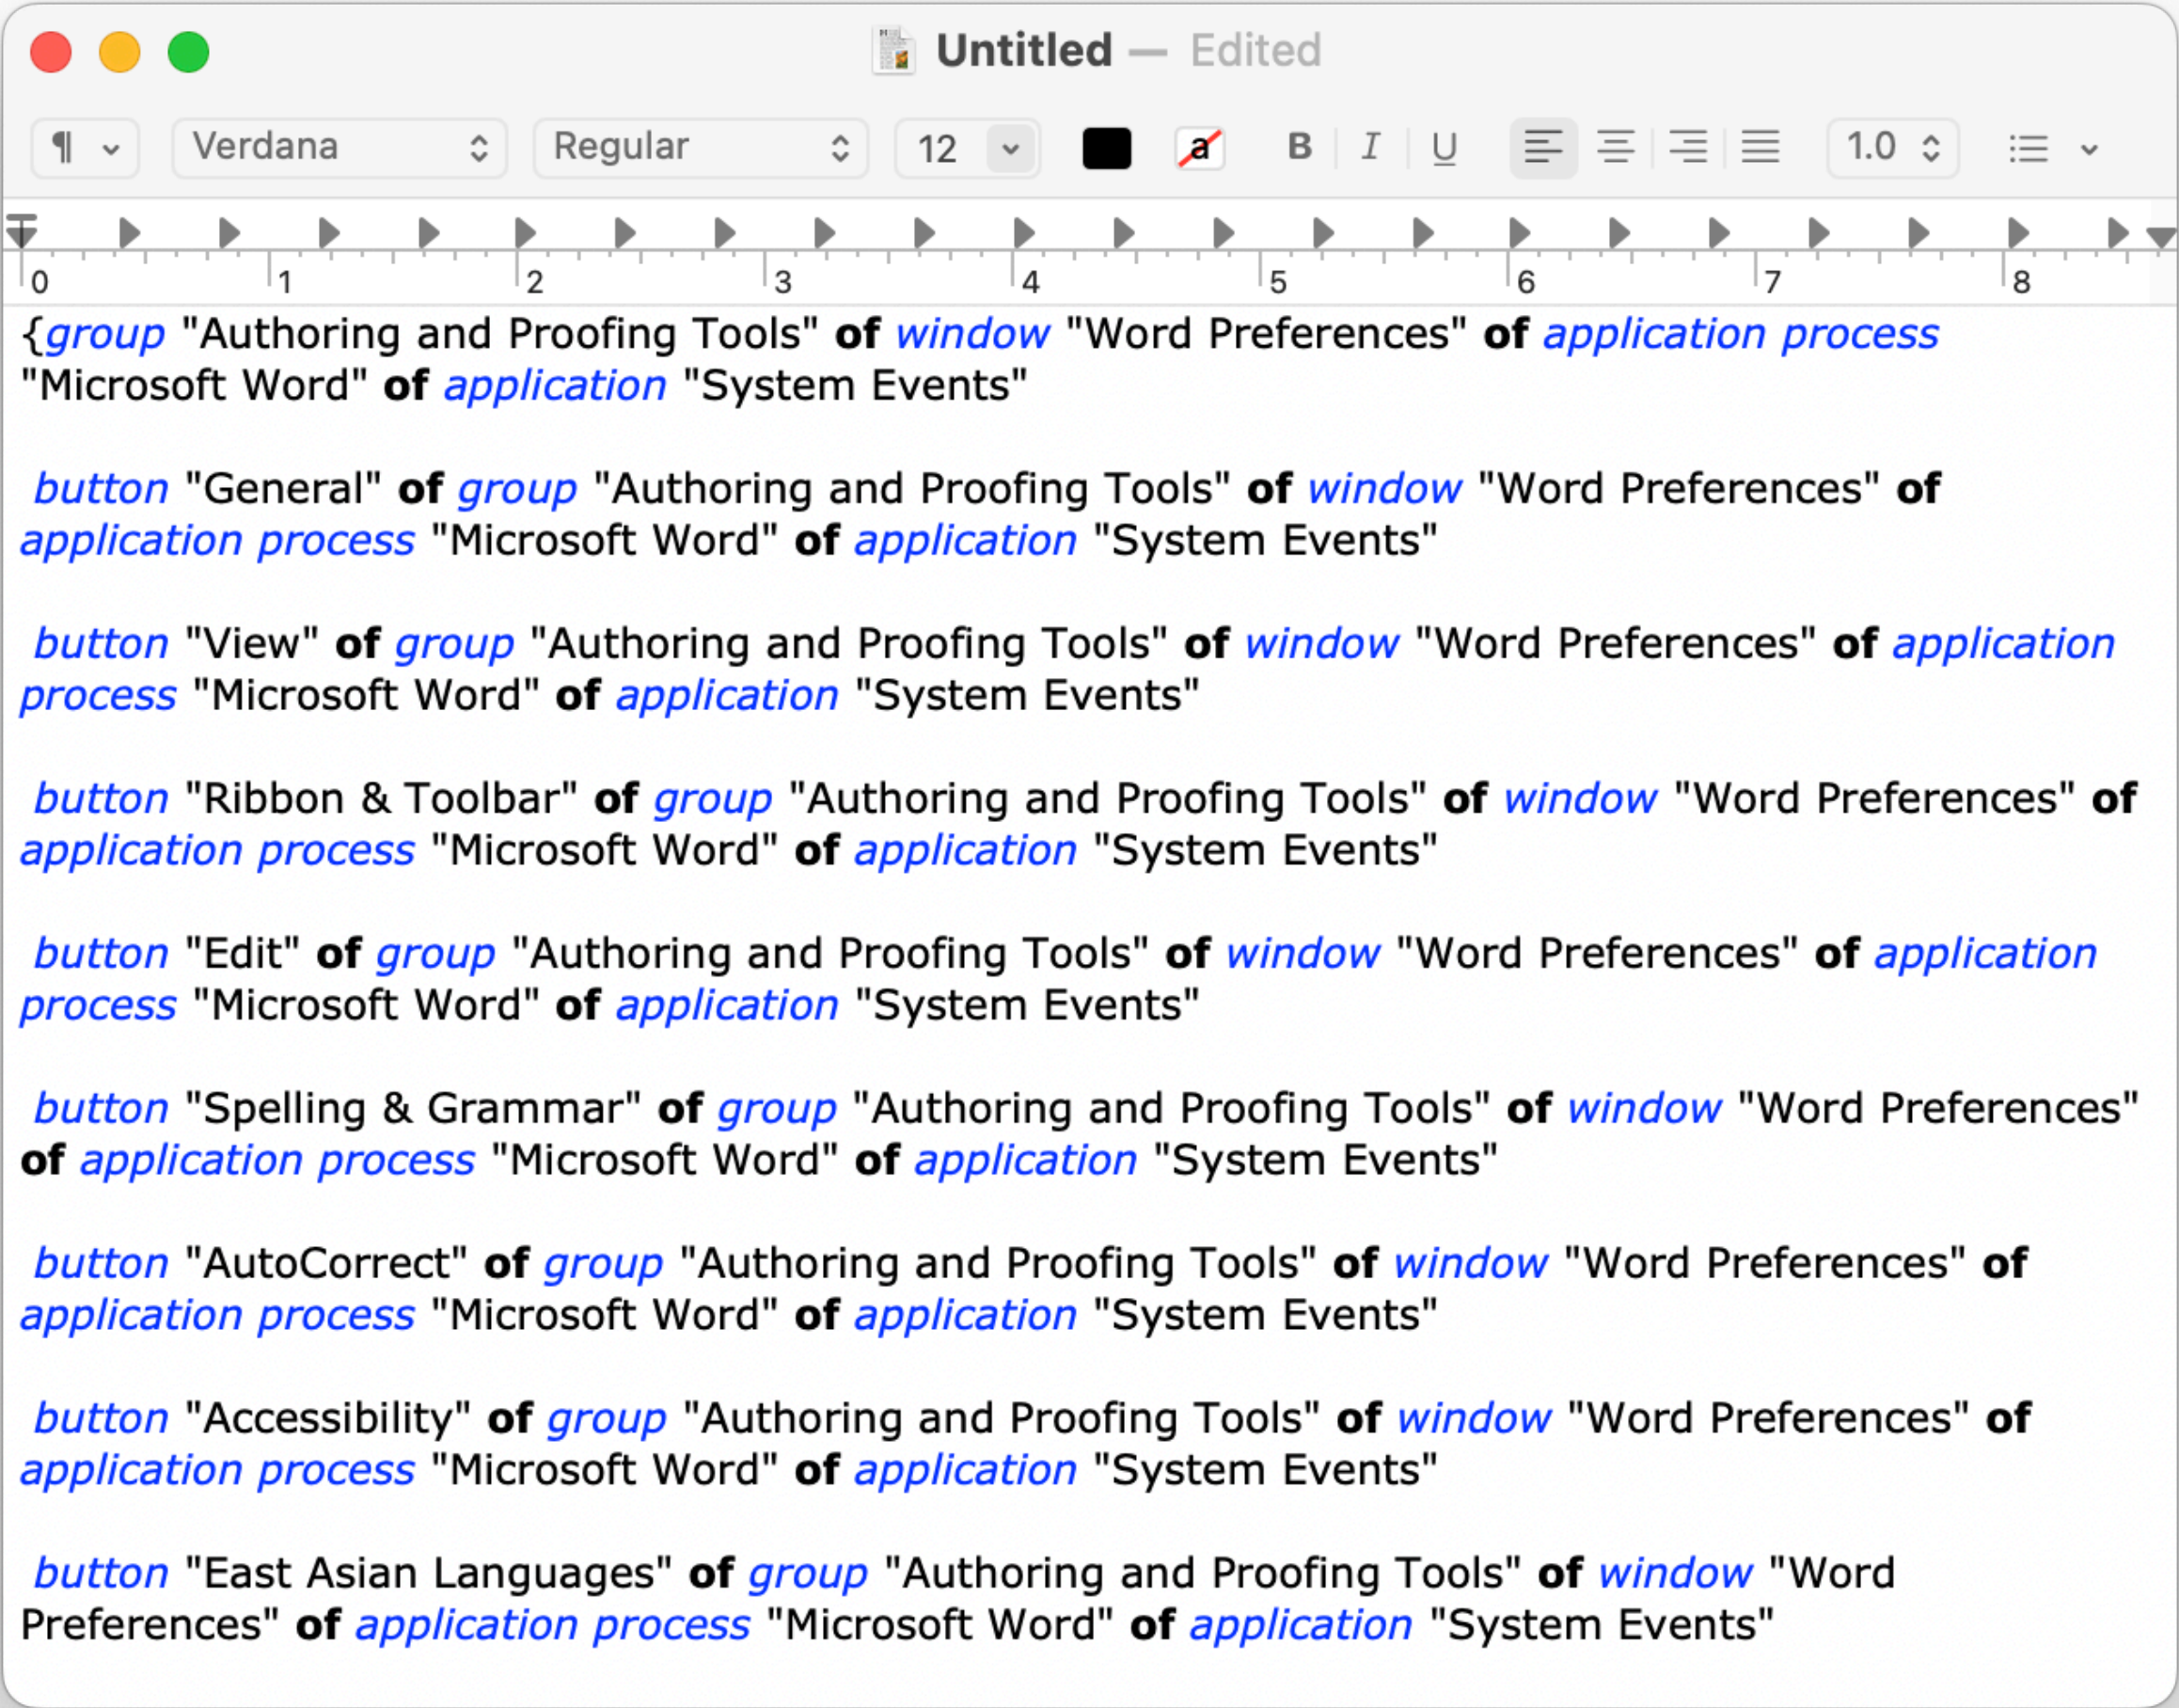 Untitled — Edited
¶ Verdana Regular 12 a B I U 1.0
0 1 2 3 4 5 6 7 8
{group "Authoring and Proofing Tools" of window "Word Preferences" of application process
"Microsoft Word" of application "System Events"
button "General" of group "Authoring and Proofing Tools" of window "Word Preferences" of
application process "Microsoft Word" of application "System Events"
button "View" of group "Authoring and Proofing Tools" of window "Word Preferences" of application
process "Microsoft Word" of application "System Events"
button "Ribbon & Toolbar" of group "Authoring and Proofing Tools" of window "Word Preferences" of
application process "Microsoft Word" of application "System Events"
button "Edit" of group "Authoring and Proofing Tools" of window "Word Preferences" of application
process "Microsoft Word" of application "System Events"
button "Spelling & Grammar" of group "Authoring and Proofing Tools" of window "Word Preferences"
of application process "Microsoft Word" of application "System Events"
button "AutoCorrect" of group "Authoring and Proofing Tools" of window "Word Preferences" of
application process "Microsoft Word" of application "System Events"
button "Accessibility" of group "Authoring and Proofing Tools" of window "Word Preferences" of
application process "Microsoft Word" of application "System Events"
button "East Asian Languages" of group "Authoring and Proofing Tools" of window "Word
Preferences" of application process "Microsoft Word" of application "System Events"